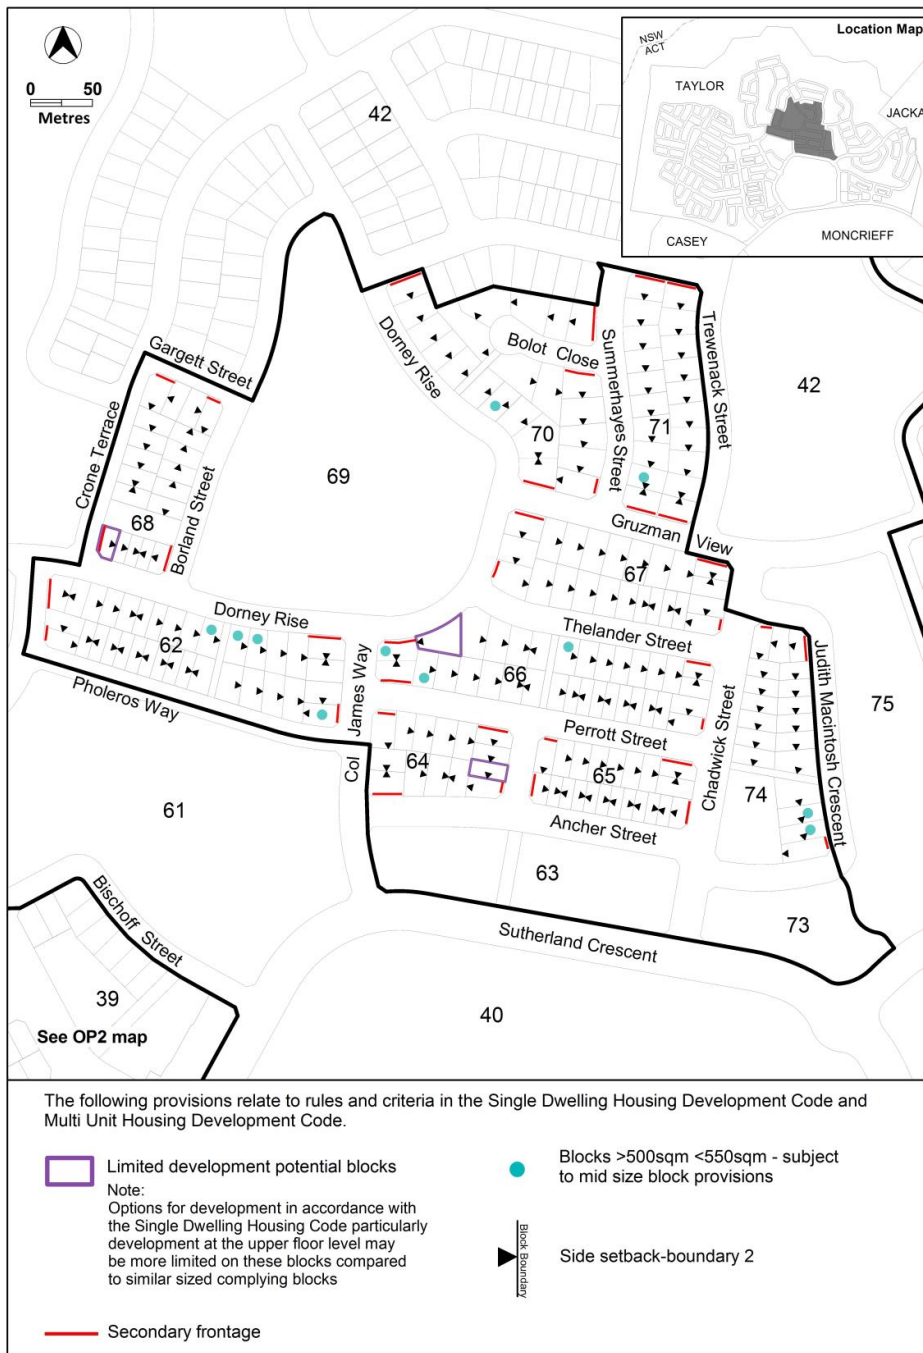 Location Map
NSW
ACT
TAYLOR
JACKA
CASEY
MONCRIEFF
0 50
Metres
42
Gargett Street
Crone Terrace
Borland Street
68
69
Dorney Rise
Bolot Close
Summerhayes Street
Trewenack Street
70
71
42
Gruzman View
67
Thelander Street
Dorney Rise
62
Pholeros Way
Col James Way
66
Perrott Street
64
65
Ancher Street
Chadwick Street
Judith Macintosh Crescent
74
75
61
63
73
Sutherland Crescent
Bischoff Street
39
See OP2 map
40
The following provisions relate to rules and criteria in the Single Dwelling Housing Development Code and
Multi Unit Housing Development Code.
Limited development potential blocks
Note:
Options for development in accordance with
the Single Dwelling Housing Code particularly
development at the upper floor level may
be more limited on these blocks compared
to similar sized complying blocks
Secondary frontage
Blocks >500sqm <550sqm - subject
to mid size block provisions
Block Boundary
Side setback-boundary 2